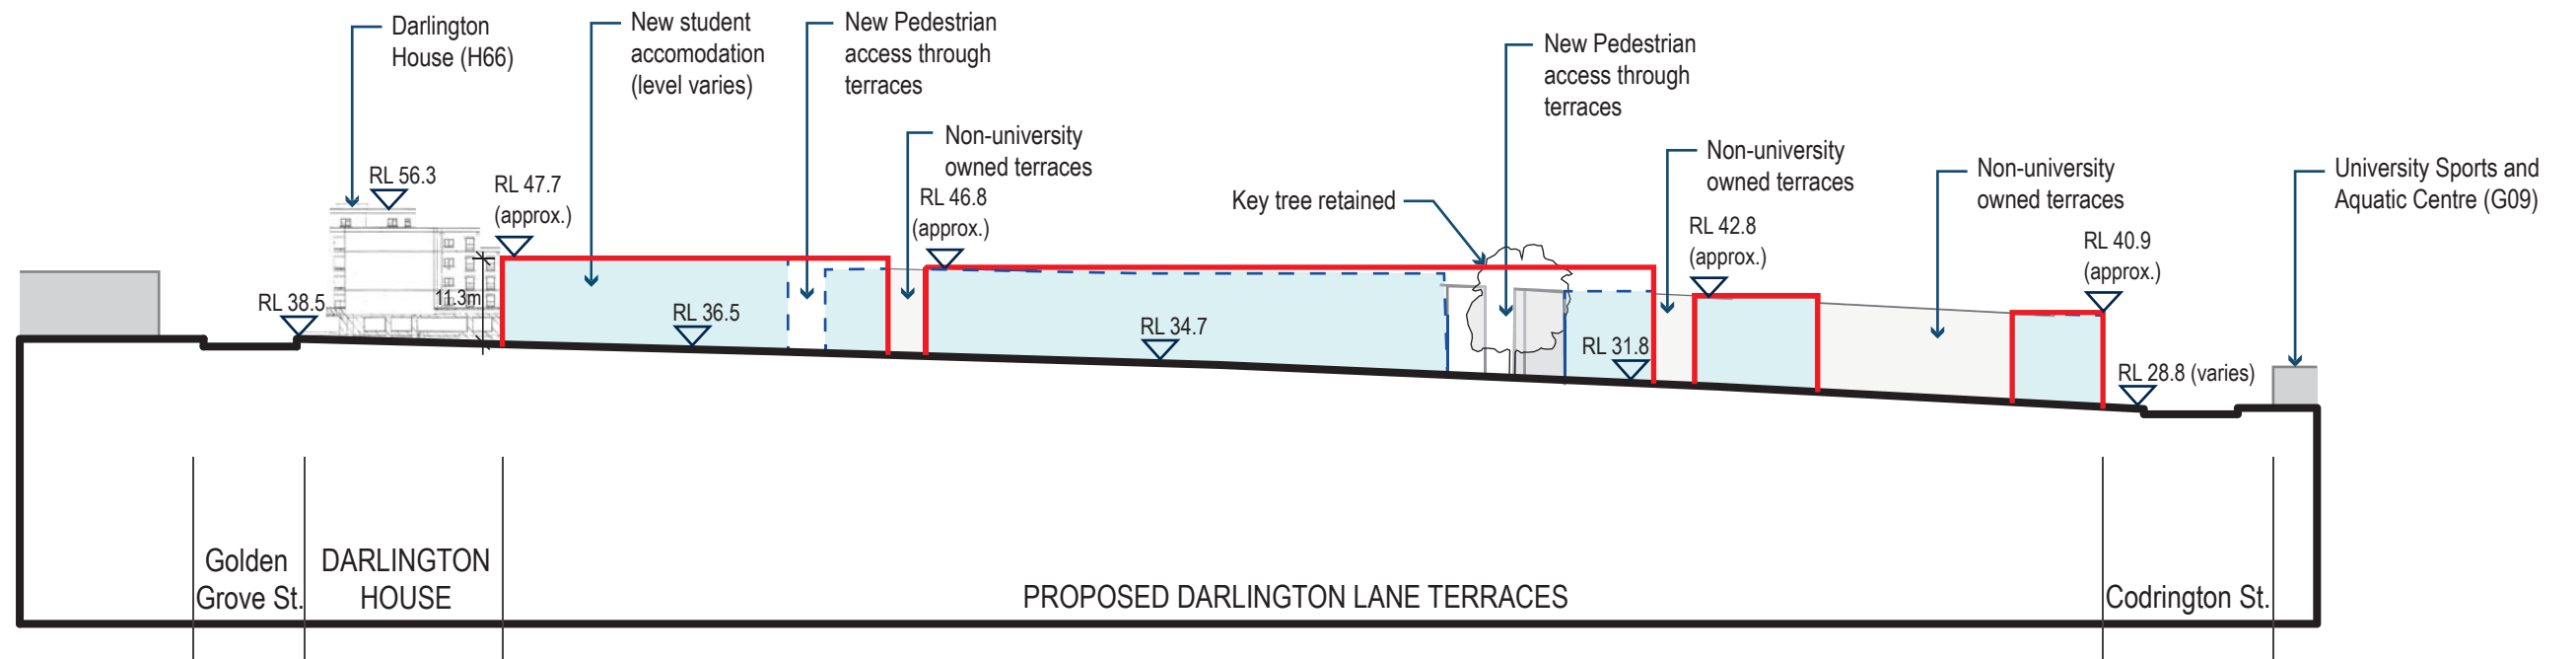 Darlington
House (H66)
New student
accomodation
(level varies)
New Pedestrian
access through
terraces
Non-university
owned terraces
New Pedestrian
access through
terraces
Key tree retained
Non-university
owned terraces
Non-university
owned terraces
University Sports and
Aquatic Centre (G09)
RL 56.3
RL 47.7
(approx.)
RL 46.8
(approx.)
RL 42.8
(approx.)
RL 40.9
(approx.)
RL 38.5
11.3m
RL 36.5
RL 34.7
RL 31.8
RL 28.8 (varies)
Golden
Grove St.
DARLINGTON
HOUSE
PROPOSED DARLINGTON LANE TERRACES
Codrington St.